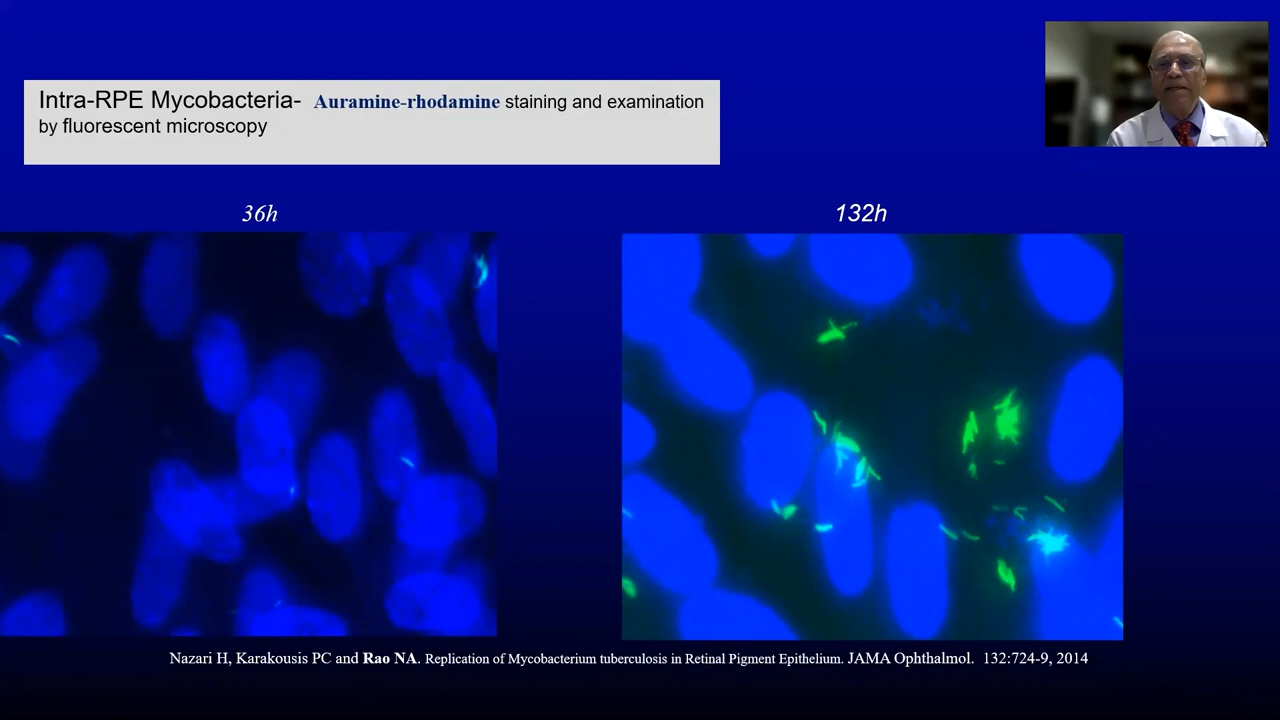 Intra-RPE Mycobacteria- Auramine-rhodamine staining and examination
by fluorescent microscopy
36h
132h
Nazari H, Karakousis PC and Rao NA. Replication of Mycobacterium tuberculosis in Retinal Pigment Epithelium. JAMA Ophthalmol. 132:724-9, 2014